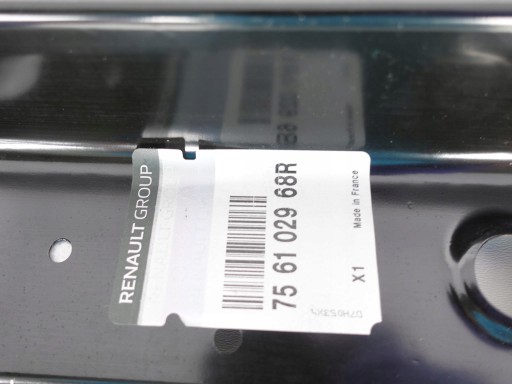 RENAULT GROUP
75 61 029 68R
X1
Made in France